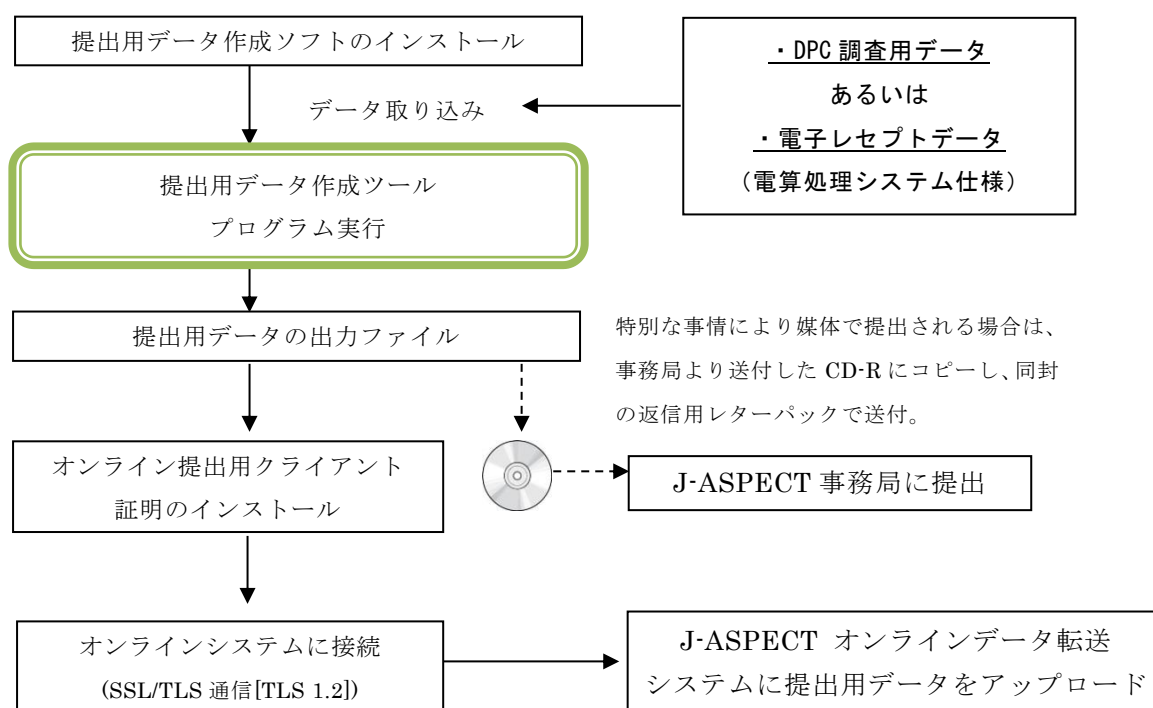 提出用データ作成ソフトのインストール
・DPC 調査用データ
あるいは
・電子レセプトデータ
(電算処理システム仕様)
データ取り込み
提出用データ作成ツール
プログラム実行
提出用データの出力ファイル
特別な事情により媒体で提出される場合は、
事務局より送付した CD-R にコピーし、同封
の返信用レターパックで送付。
オンライン提出用クライアント
証明のインストール
J-ASPECT 事務局に提出
オンラインシステムに接続
(SSL/TLS 通信[TLS 1.2])
J-ASPECT オンラインデータ転送
システムに提出用データをアップロード